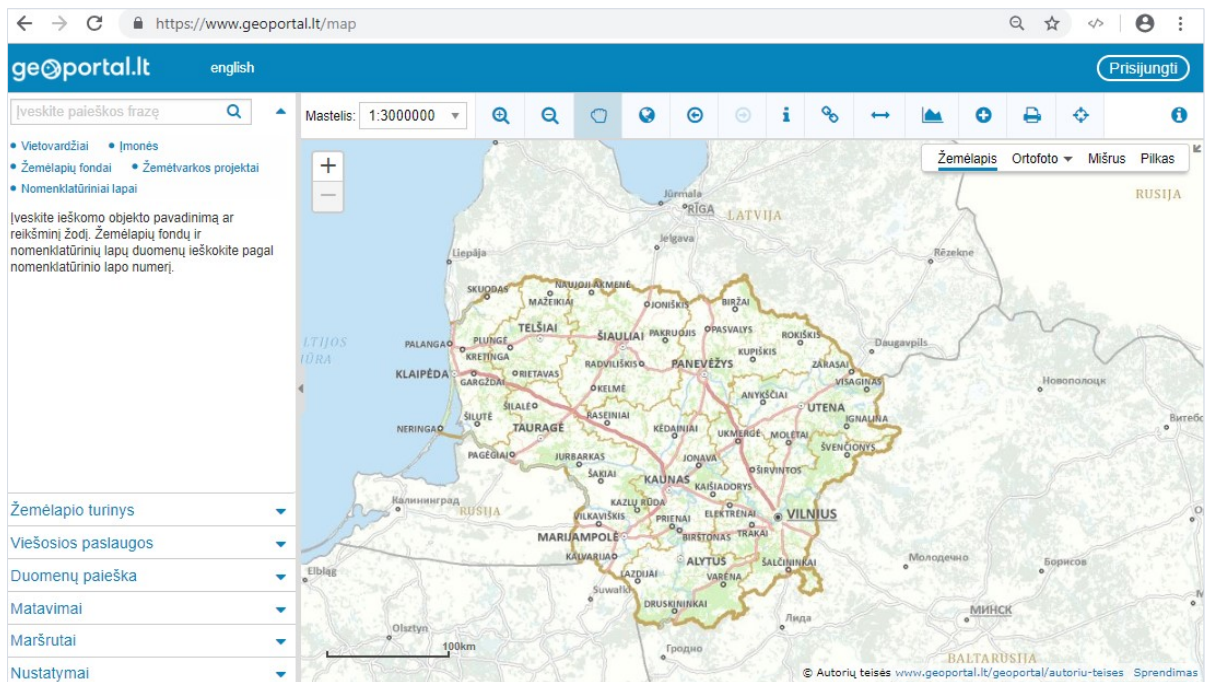 https://www.geoportal.lt/map
geoportal.lt english Prisijungti
Įveskite paieškos frazę
Mastelis: 1:3000000
Vietovardžiai Įmonės
Žemėlapių fondai Žemėtvarkos projektai
Nomenklatūriniai lapai
Įveskite ieškomo objekto pavadinimą ar
reikšminį žodį. Žemėlapių fondų ir
nomenklatūrinių lapų duomenų ieškokite pagal
nomenklatūrinio lapo numerį.
Žemėlapio turinys
Viešosios paslaugos
Duomenų paieška
Matavimai
Maršrutai
Nustatymai
Žemėlapis Ortofoto Mišrus Pilkas
RUSIJA
Jūrmala
RĪGA
LATVIJA
Jelgava
Liepāja
Rēzekne
SKUODAS
NAUJOJI AKMENĖ
MAŽEIKIAI
JONIŠKIS
BIRŽAI
LTIJOS
JŪRA
PALANGA
PLUNGĖ
TELŠIAI
ŠIAULIAI
PAKRUOJIS
PASVALYS
ROKIŠKIS
Daugavpils
KRETINGA
KUPIŠKIS
RADVILIŠKIS
PANEVĖŽYS
ZARASAI
KLAIPĖDA
GARGŽDAI
RIETAVAS
VISAGINAS
Новополоцк
KELMĖ
ANYKŠČIAI
UTENA
ŠILALĖ
ŠILUTĖ
RASEINIAI
IGNALINA
Витебс
NERINGA
TAURAGĖ
KĖDAINIAI
UKMERGĖ
MOLĖTAI
ŠVENČIONYS
PAGĖGIAI
JURBARKAS
JONAVA
ŠIRVINTOS
ŠAKIAI
KAUNAS
KAIŠIADORYS
Калининград
RUSIJA
KAZLŲ RŪDA
VILKAVIŠKIS
PRIENAI
ELEKTRĖNAI
VILNIUS
MARIJAMPOLĖ
BIRŠTONAS
TRAKAI
KALVARIJA
ALYTUS
ŠALČININKAI
Молодечно
Борисов
Elbląg
LAZDIJAI
VARĖNA
Suwałki
DRUSKININKAI
Лида
МИНСК
Olsztyn
100km
Гродно
BALTARUSIJA
© Autorių teisės www.geoportal.lt/geoportal/autoriu-teises Sprendimas